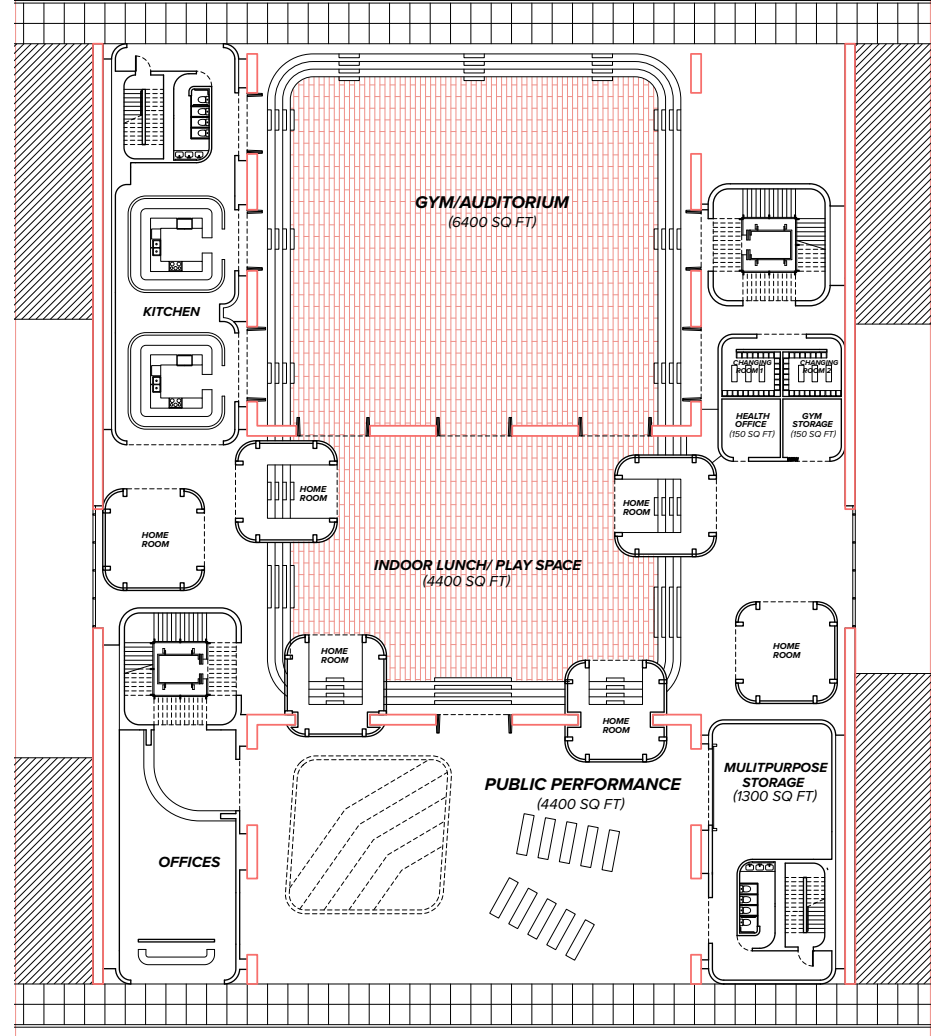 GYM/AUDITORIUM
(6400 SQ FT)
KITCHEN
CHANGING
ROOM 1
CHANGING
ROOM 2
HEALTH
OFFICE
(150 SQ FT)
GYM
STORAGE
(150 SQ FT)
HOME
ROOM
HOME
ROOM
HOME
ROOM
INDOOR LUNCH/ PLAY SPACE
(4400 SQ FT)
HOME
ROOM
HOME
ROOM
HOME
ROOM
PUBLIC PERFORMANCE
(4400 SQ FT)
MULITPURPOSE
STORAGE
(1300 SQ FT)
OFFICES